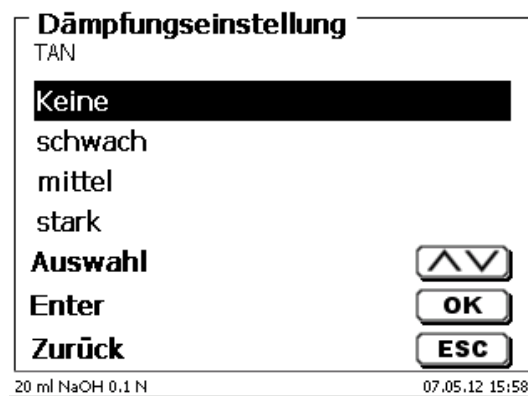 Dämpfungseinstellung
TAN
Keine
schwach
mittel
stark
Auswahl
Enter OK
Zurück ESC
20 ml NaOH 0.1 N 07.05.12 15:58